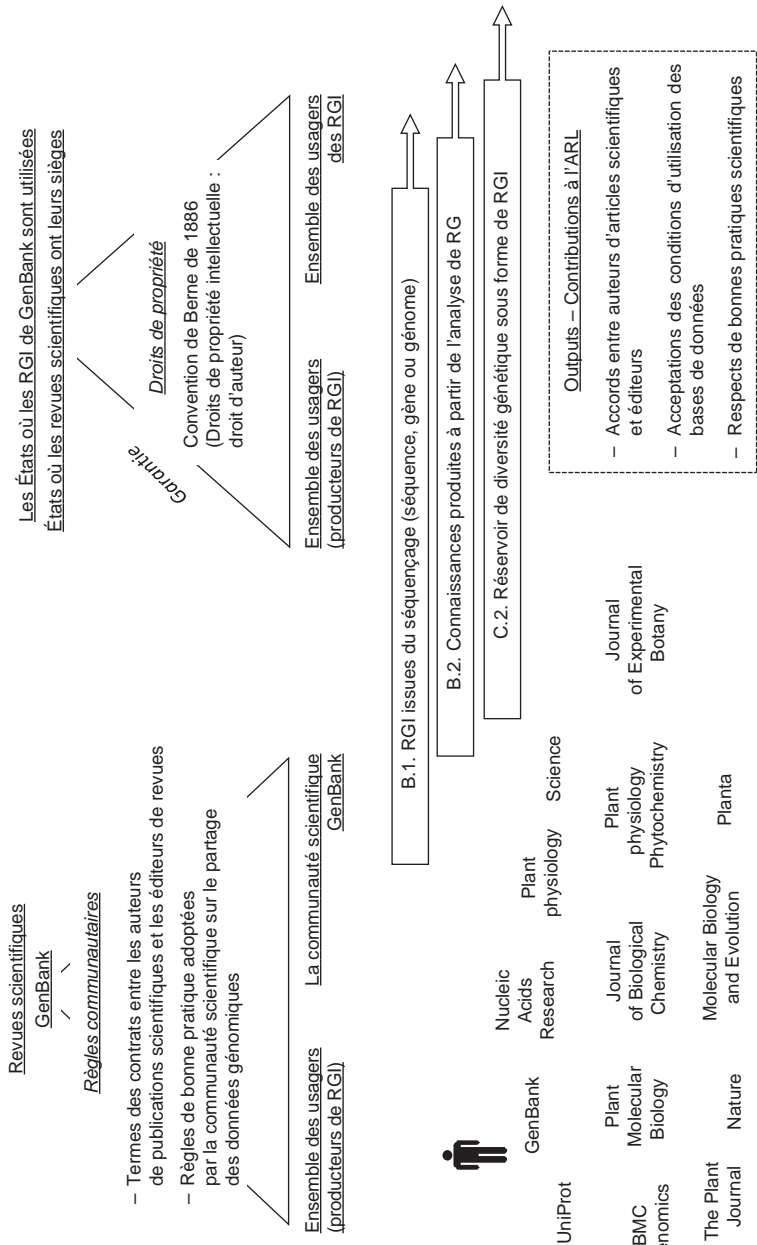 Revues scientifiques
GenBank
Règles communautaires
– Termes des contrats entre les auteurs
de publications scientifiques et les éditeurs de revues
– Règles de bonne pratique adoptées
par la communauté scientifique sur le partage
des données génomiques
Ensemble des usagers
(producteurs de RGI)
La communauté scientifique
GenBank
Les États où les RGI de GenBank sont utilisées
États où les revues scientifiques ont leurs sièges
Garantie
Droits de propriété
Convention de Berne de 1886
(Droits de propriété intellectuelle :
droit d'auteur)
Ensemble des usagers
(producteurs de RGI)
Ensemble des usagers
des RGI
B.1. RGI issues du séquençage (séquence, gène ou génome)
B.2. Connaissances produites à partir de l'analyse de RG
C.2. Réservoir de diversité génétique sous forme de RGI
UniProt
GenBank
Nucleic
Acids
Research
Plant
physiology
Science
BMC
enomics
Plant
Molecular
Biology
Journal
of Biological
Chemistry
Plant
physiology
Phytochemistry
Journal
of Experimental
Botany
The Plant
Journal
Nature
Molecular Biology
and Evolution
Planta
Outputs – Contributions à l'ARL
– Accords entre auteurs d'articles scientifiques
et éditeurs
– Acceptations des conditions d'utilisation des
bases de données
– Respects de bonnes pratiques scientifiques